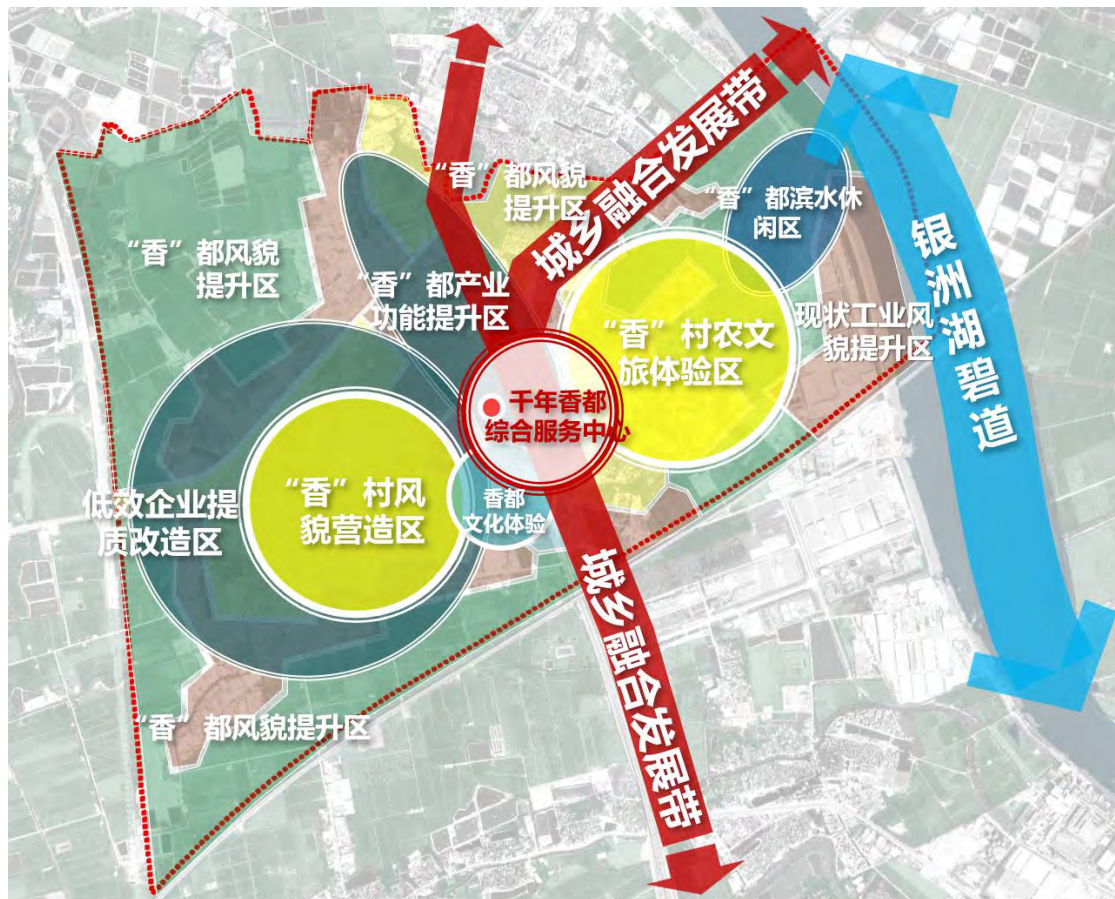 城乡融合发展带
“香”都风貌
提升区
“香”都滨水休
闲区
“香”都风貌
提升区
“香”都产业
功能提升区
银洲湖碧道
“香”村农文
旅体验区
现状工业风
貌提升区
千年香都
综合服务中心
低效企业提
质改造区
“香”村风
貌营造区
香都
文化体验
城乡融合发展带
“香”都风貌提升区